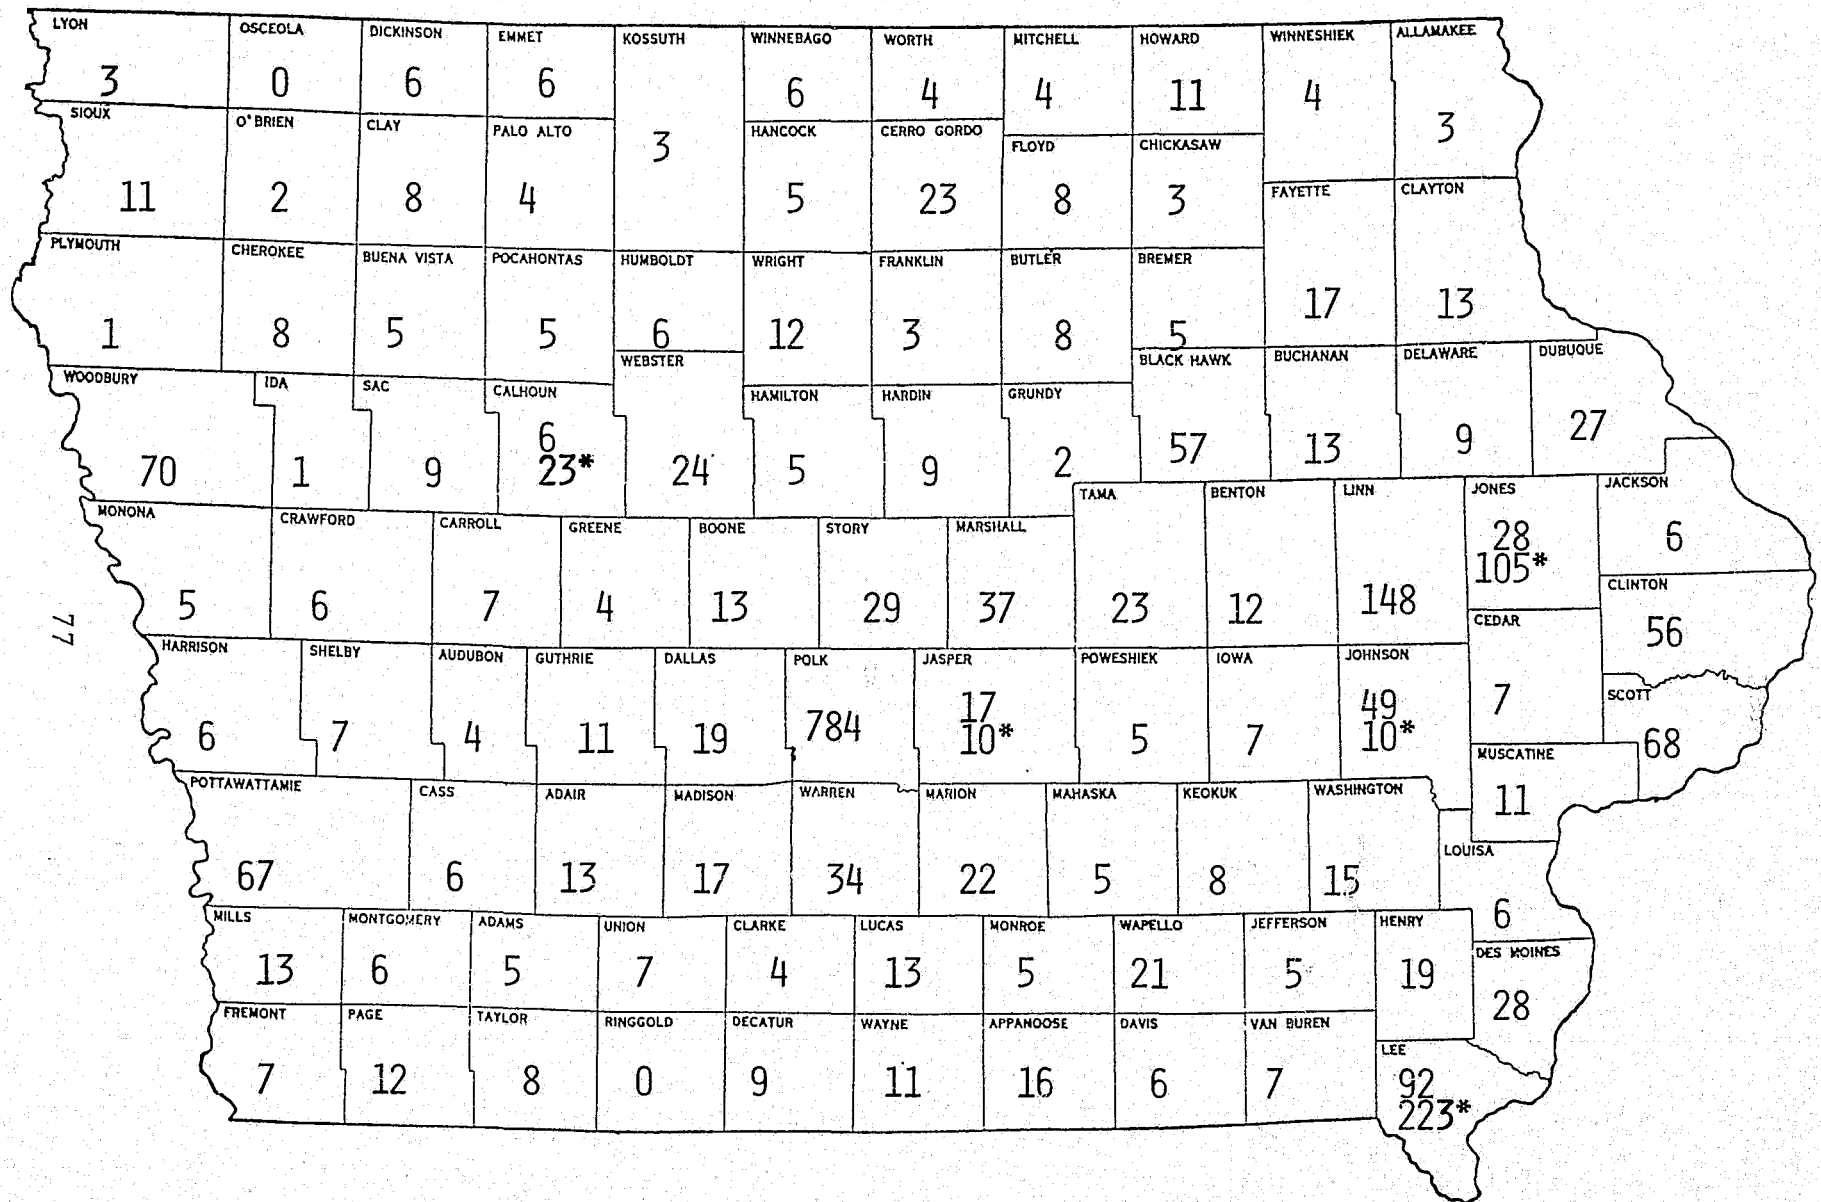 LYON
3
OSCEOLA
0
DICKINSON
6
EMMET
6
KOSSUTH
3
WINNEBAGO
6
WORTH
4
MITCHELL
4
HOWARD
11
WINNESHIEK
4
ALLAMAKEE
3
SIOUX
11
O'BRIEN
2
CLAY
8
PALO ALTO
4
HANCOCK
5
CERRO GORDO
23
FLOYD
8
CHICKASAW
3
FAYETTE
17
CLAYTON
13
PLYMOUTH
1
CHEROKEE
8
BUENA VISTA
5
POCAHONTAS
5
HUMBOLDT
6
WRIGHT
12
FRANKLIN
3
BUTLER
8
BREMER
5
WOODBURY
70
IDA
1
SAC
9
CALHOUN
6
23*
WEBSTER
24
HAMILTON
5
HARDIN
9
GRUNDY
2
BLACK HAWK
57
BUCHANAN
13
DELAWARE
9
DUBUQUE
27
MONONA
5
CRAWFORD
6
CARROLL
7
GREENE
4
BOONE
13
STORY
29
MARSHALL
37
TAMA
23
BENTON
12
LINN
148
JONES
28
105*
JACKSON
6
CLINTON
56
77
HARRISON
6
SHELBY
7
AUDUBON
4
GUTHRIE
11
DALLAS
19
POLK
784
JASPER
17
10*
POWESHIEK
5
IOWA
7
JOHNSON
49
10*
CEDAR
7
SCOTT
68
MUSCATINE
11
POTTAWATTAMIE
67
CASS
6
ADAIR
13
MADISON
17
WARREN
34
MARION
22
MAHASKA
5
KEOKUK
8
WASHINGTON
15
LOUISA
6
MILLS
13
MONTGOMERY
6
ADAMS
5
UNION
7
CLARKE
4
LUCAS
13
MONROE
5
WAPELLO
21
JEFFERSON
5
HENRY
19
DES MOINES
28
FREMONT
7
PAGE
12
TAYLOR
8
RINGGOLD
0
DECATUR
9
WAYNE
11
APPANOOSE
16
DAVIS
6
VAN BUREN
7
LEE
92
223*